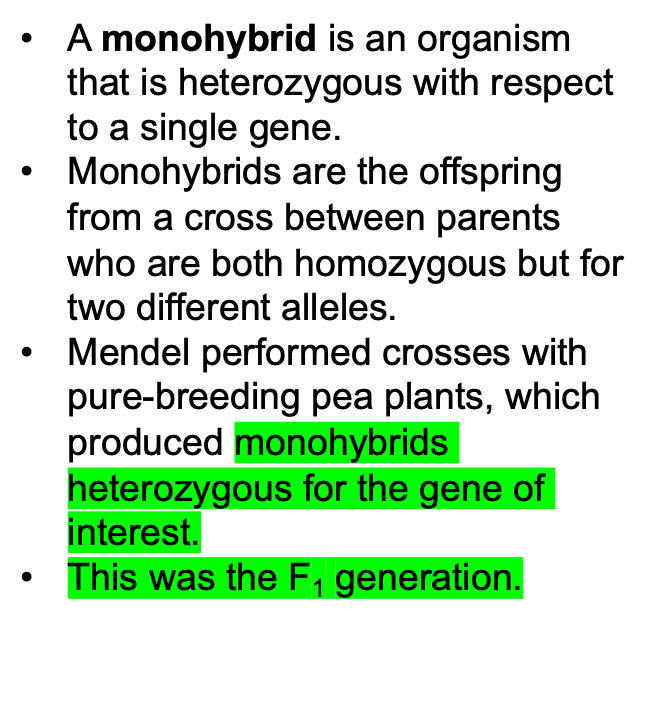 • A monohybrid is an organism
that is heterozygous with respect
to a single gene.
• Monohybrids are the offspring
from a cross between parents
who are both homozygous but for
two different alleles.
• Mendel performed crosses with
pure-breeding pea plants, which
produced monohybrids
heterozygous for the gene of
interest.
• This was the F₁ generation.